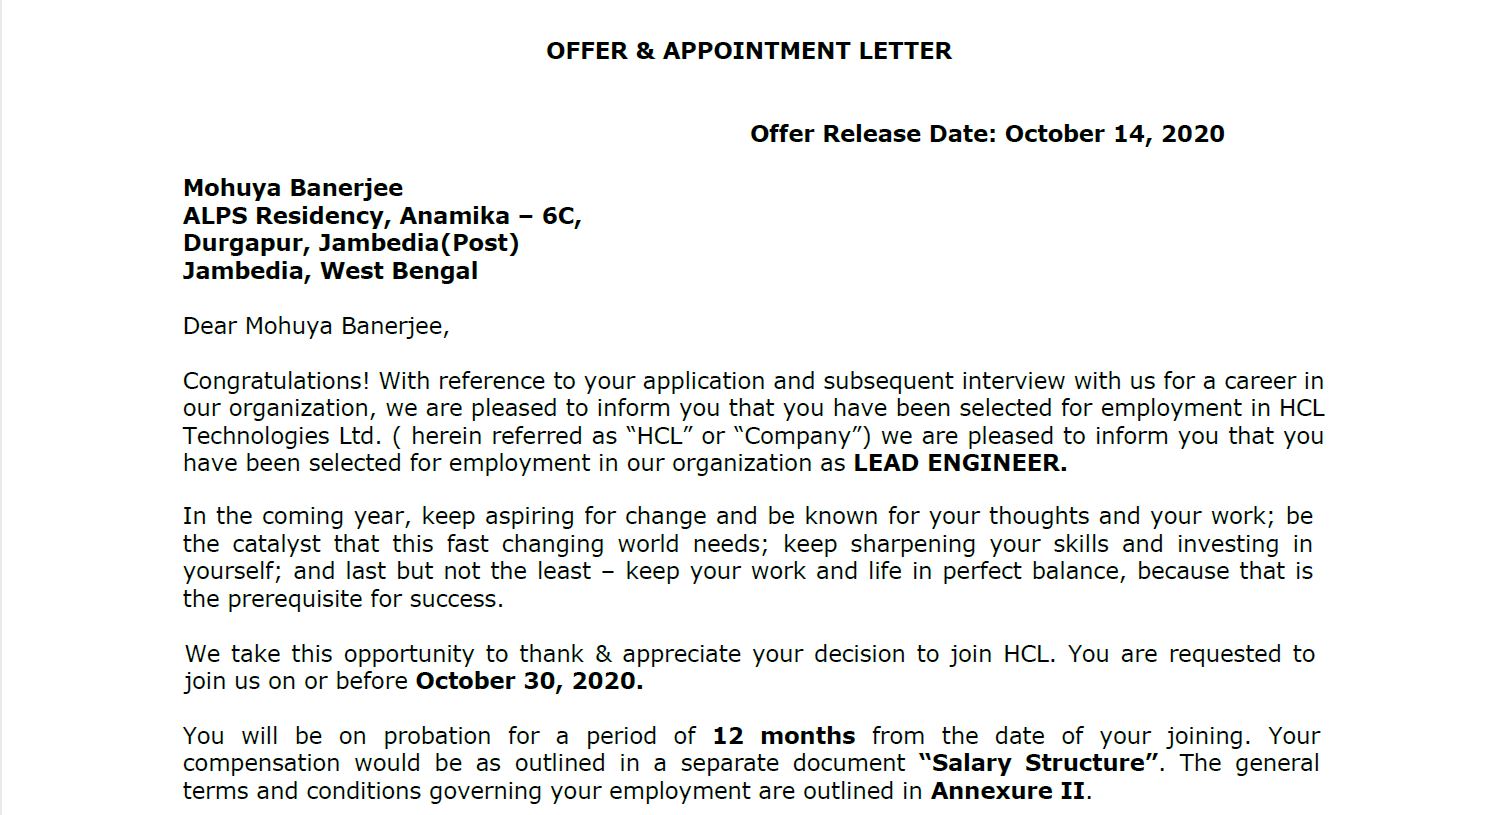 OFFER & APPOINTMENT LETTER
Offer Release Date: October 14, 2020
Mohuya Banerjee
ALPS Residency, Anamika – 6C,
Durgapur, Jambedia(Post)
Jambedia, West Bengal
Dear Mohuya Banerjee,
Congratulations! With reference to your application and subsequent interview with us for a career in
our organization, we are pleased to inform you that you have been selected for employment in HCL
Technologies Ltd. ( herein referred as “HCL” or “Company”) we are pleased to inform you that you
have been selected for employment in our organization as LEAD ENGINEER.
In the coming year, keep aspiring for change and be known for your thoughts and your work; be
the catalyst that this fast changing world needs; keep sharpening your skills and investing in
yourself; and last but not the least – keep your work and life in perfect balance, because that is
the prerequisite for success.
We take this opportunity to thank & appreciate your decision to join HCL. You are requested to
join us on or before October 30, 2020.
You will be on probation for a period of 12 months from the date of your joining. Your
compensation would be as outlined in a separate document “Salary Structure”. The general
terms and conditions governing your employment are outlined in Annexure II.